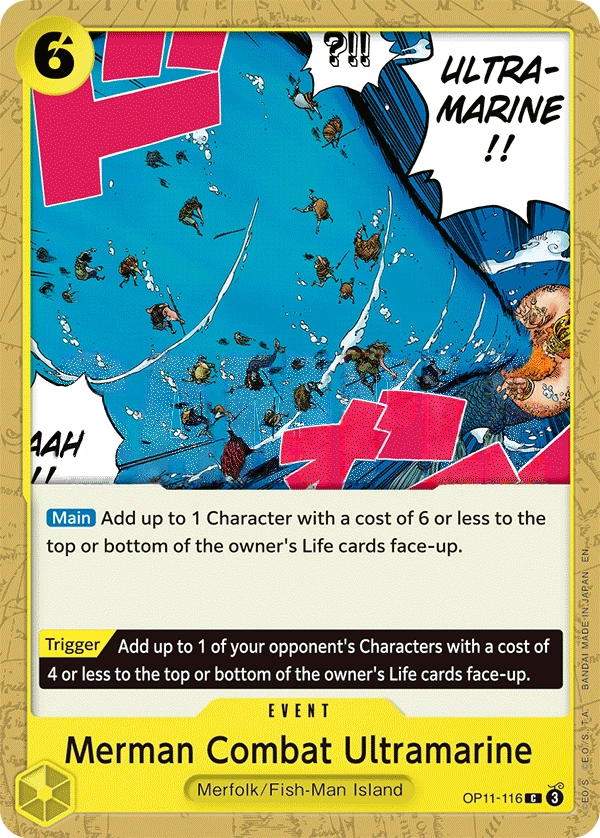 6
?!!
ULTRA-
MARINE
!!
AAH
!!
Main Add up to 1 Character with a cost of 6 or less to the
top or bottom of the owner's Life cards face-up.
Trigger Add up to 1 of your opponent's Characters with a cost of
4 or less to the top or bottom of the owner's Life cards face-up.
EVENT
Merman Combat Ultramarine
Merfolk/Fish-Man Island
OP11-116 C 3
BANDAI MADE IN JAPAN EN